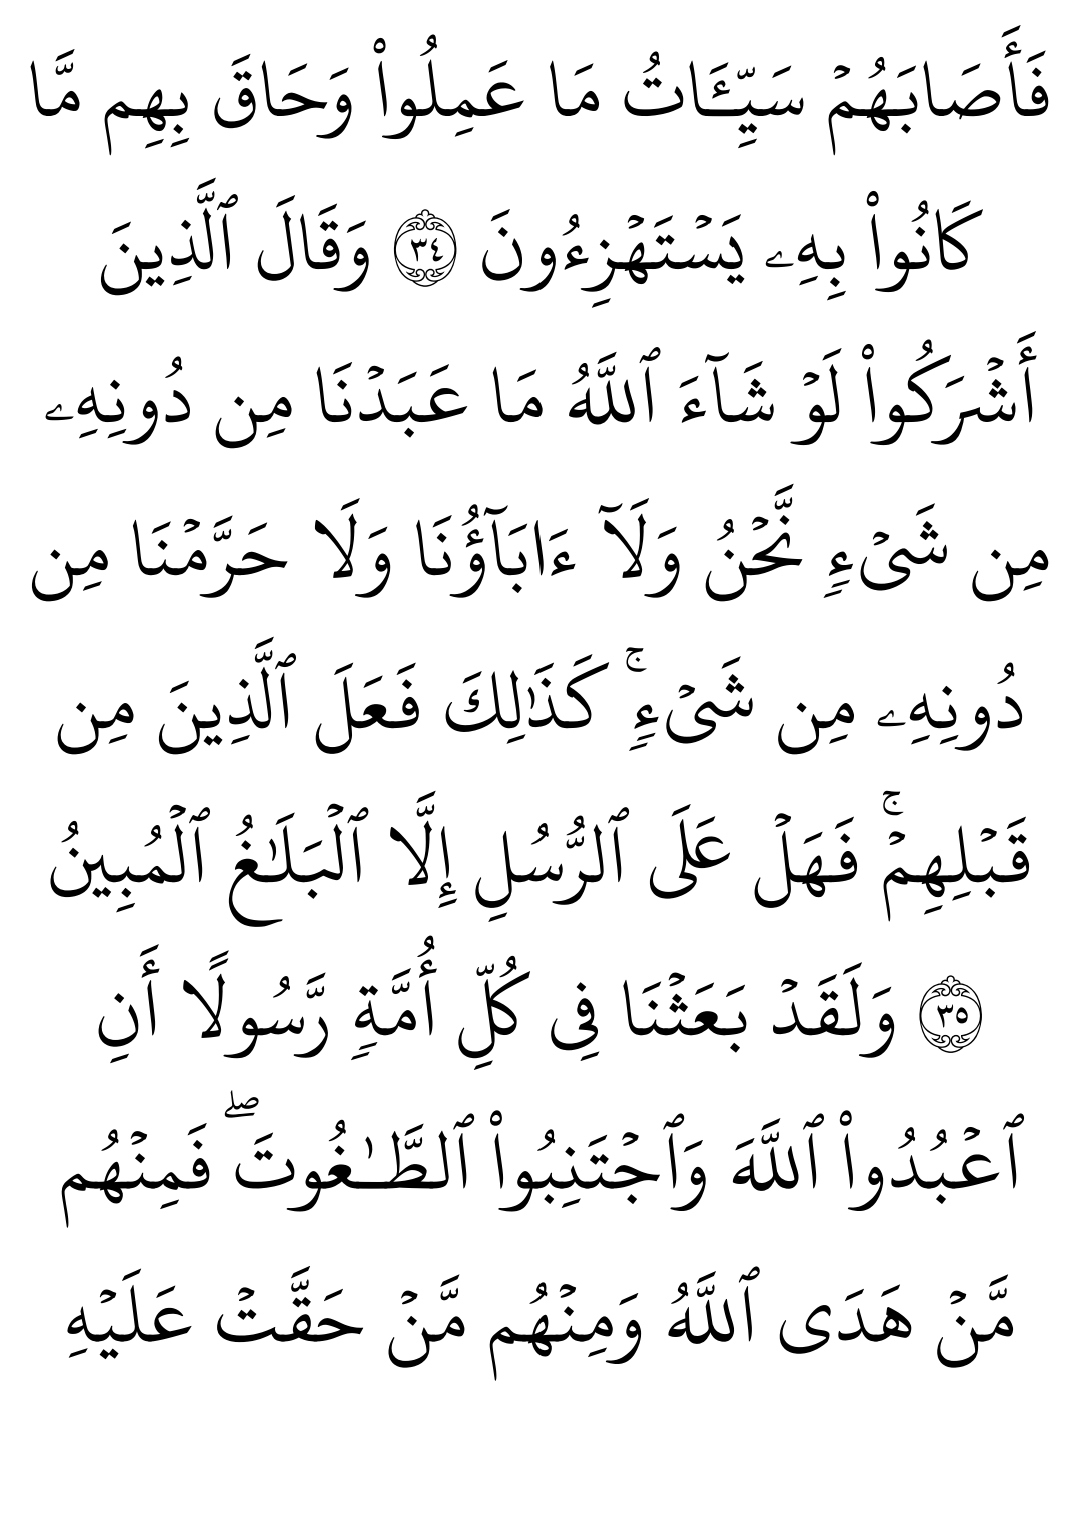 فَأَصَابَهُمۡ سَيِّـَٔاتُ مَا عَمِلُواْ وَحَاقَ بِهِم مَّا
كَانُواْ بِهِۦ يَسۡتَهۡزِءُونَ ٣٤ وَقَالَ ٱلَّذِينَ
أَشۡرَكُواْ لَوۡ شَآءَ ٱللَّهُ مَا عَبَدۡنَا مِن دُونِهِۦ
مِن شَىۡءٍۢ نَّحۡنُ وَلَآ ءَابَآؤُنَا وَلَا حَرَّمۡنَا مِن
دُونِهِۦ مِن شَىۡءٍۢۚ كَذَٰلِكَ فَعَلَ ٱلَّذِينَ مِن
قَبۡلِهِمۡۚ فَهَلۡ عَلَى ٱلرُّسُلِ إِلَّا ٱلۡبَلَٰغُ ٱلۡمُبِينُ
٣٥ وَلَقَدۡ بَعَثۡنَا فِى كُلِّ أُمَّةٍۢ رَّسُولًا أَنِ
ٱعۡبُدُواْ ٱللَّهَ وَٱجۡتَنِبُواْ ٱلطَّـٰغُوتَۖ فَمِنۡهُم
مَّنۡ هَدَى ٱللَّهُ وَمِنۡهُم مَّنۡ حَقَّتۡ عَلَيۡهِ